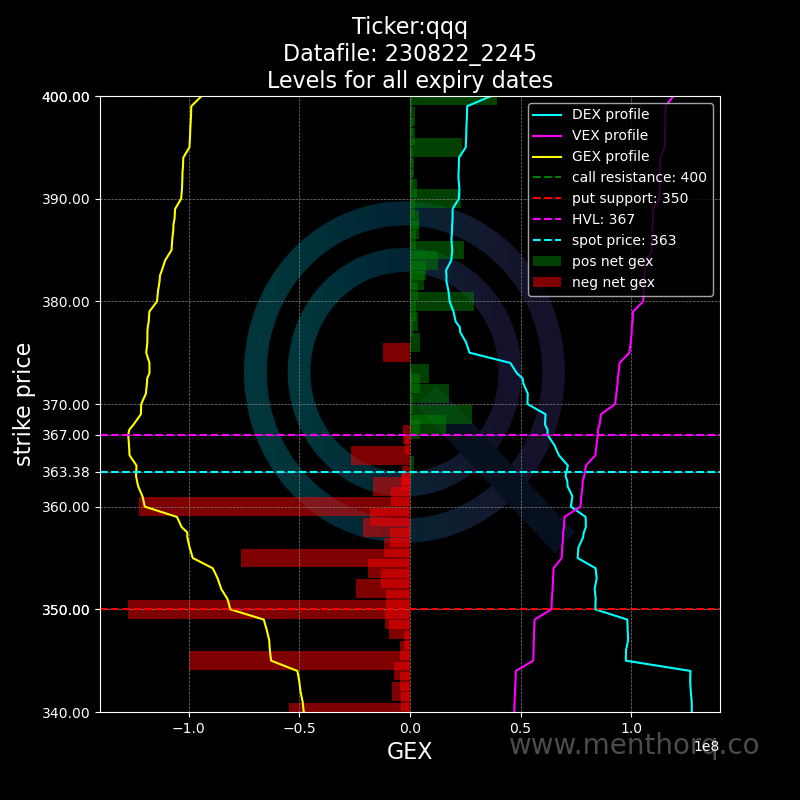 Ticker:qqq
Datafile: 230822_2245
Levels for all expiry dates
400.00
390.00
380.00
370.00
367.00
363.38
360.00
350.00
340.00
strike price
DEX profile
VEX profile
GEX profile
call resistance: 400
put support: 350
HVL: 367
spot price: 363
pos net gex
neg net gex
−1.0 −0.5 0.0 0.5 1.0
1e8
GEX
www.menthorq.co